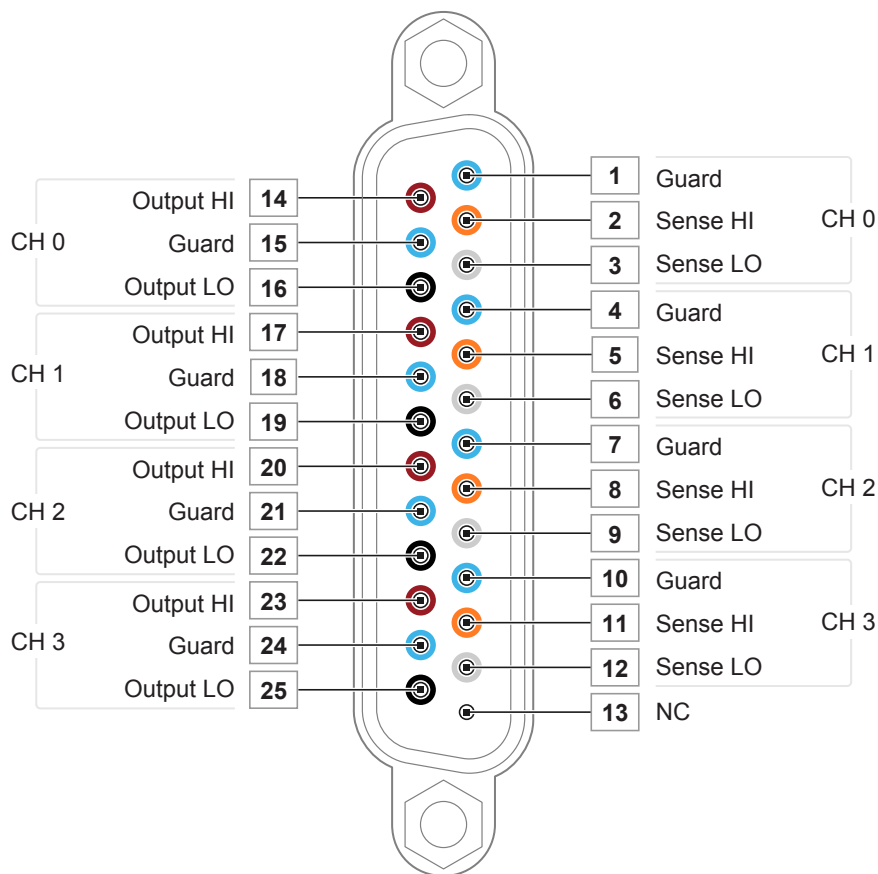 CH 0
Output HI 14
Guard 15
Output LO 16
CH 1
Output HI 17
Guard 18
Output LO 19
CH 2
Output HI 20
Guard 21
Output LO 22
CH 3
Output HI 23
Guard 24
Output LO 25
1 Guard
2 Sense HI
3 Sense LO
CH 0
4 Guard
5 Sense HI
6 Sense LO
CH 1
7 Guard
8 Sense HI
9 Sense LO
CH 2
10 Guard
11 Sense HI
12 Sense LO
CH 3
13 NC